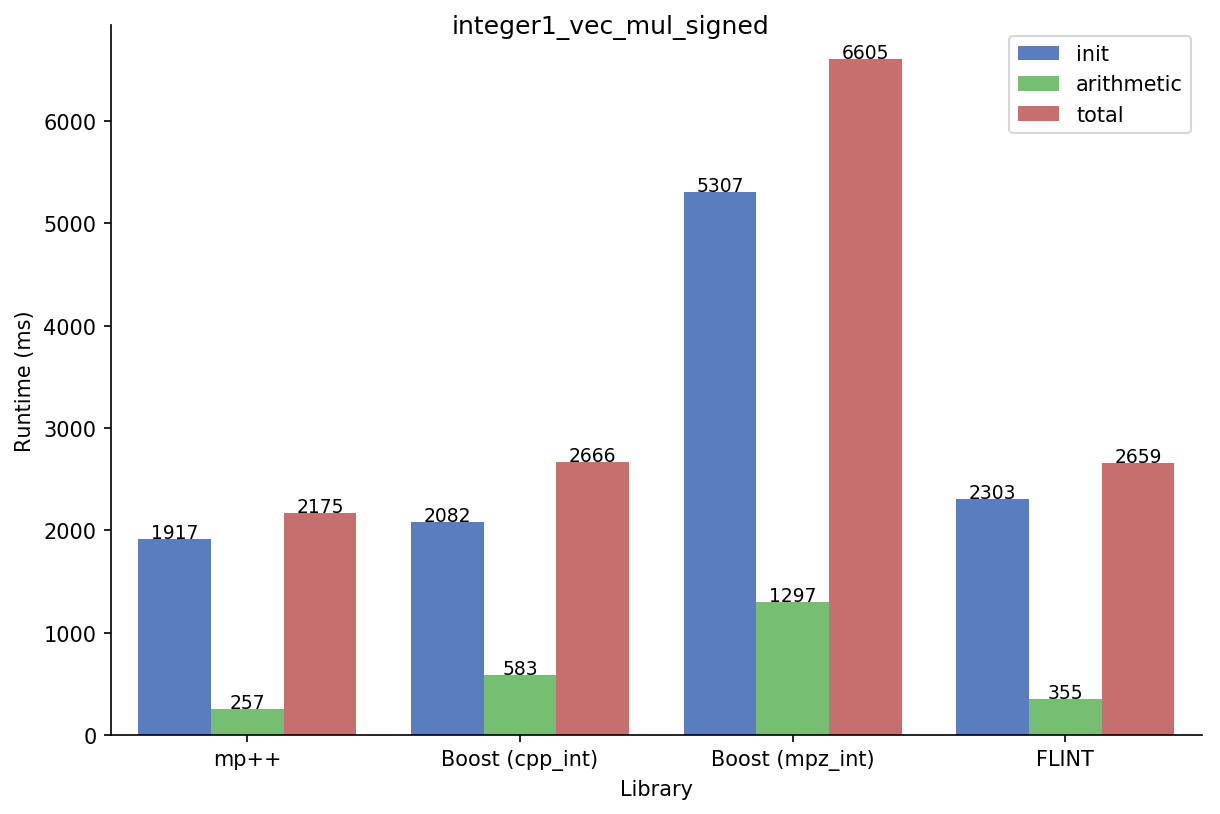 integer1_vec_mul_signed
init
arithmetic
total
Runtime (ms)
6000
5000
4000
3000
2000
1000
0
1917
257
2175
2082
583
2666
5307
1297
6605
2303
355
2659
mp++
Boost (cpp_int)
Boost (mpz_int)
FLINT
Library